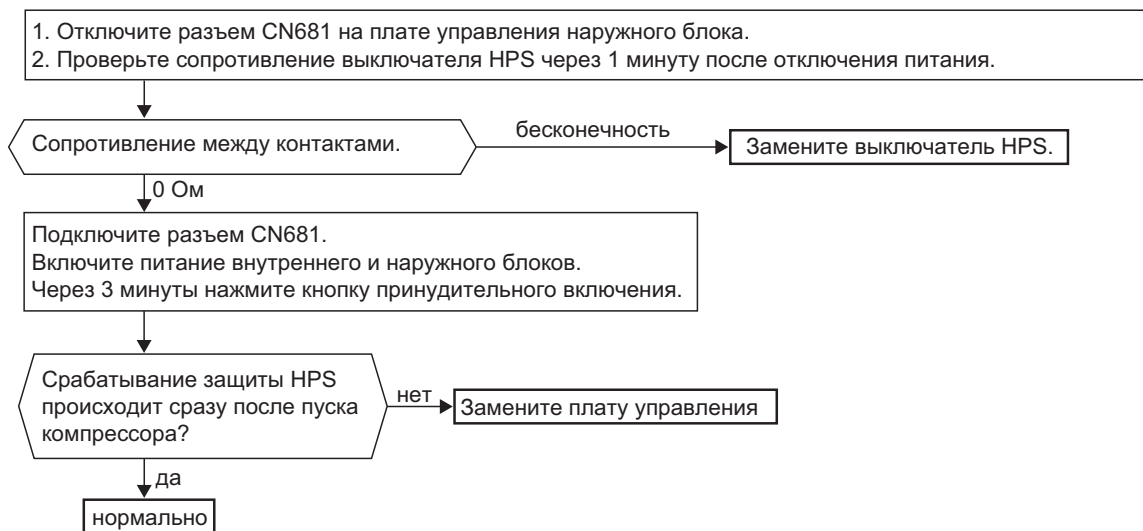 1. Отключите разъем CN681 на плате управления наружного блока.
2. Проверьте сопротивление выключателя HPS через 1 минуту после отключения питания.
Сопротивление между контактами.
бесконечность
Замените выключатель HPS.
0 Ом
Подключите разъем CN681.
Включите питание внутреннего и наружного блоков.
Через 3 минуты нажмите кнопку принудительного включения.
Срабатывание защиты HPS
происходит сразу после пуска
компрессора?
нет
Замените плату управления
да
нормально